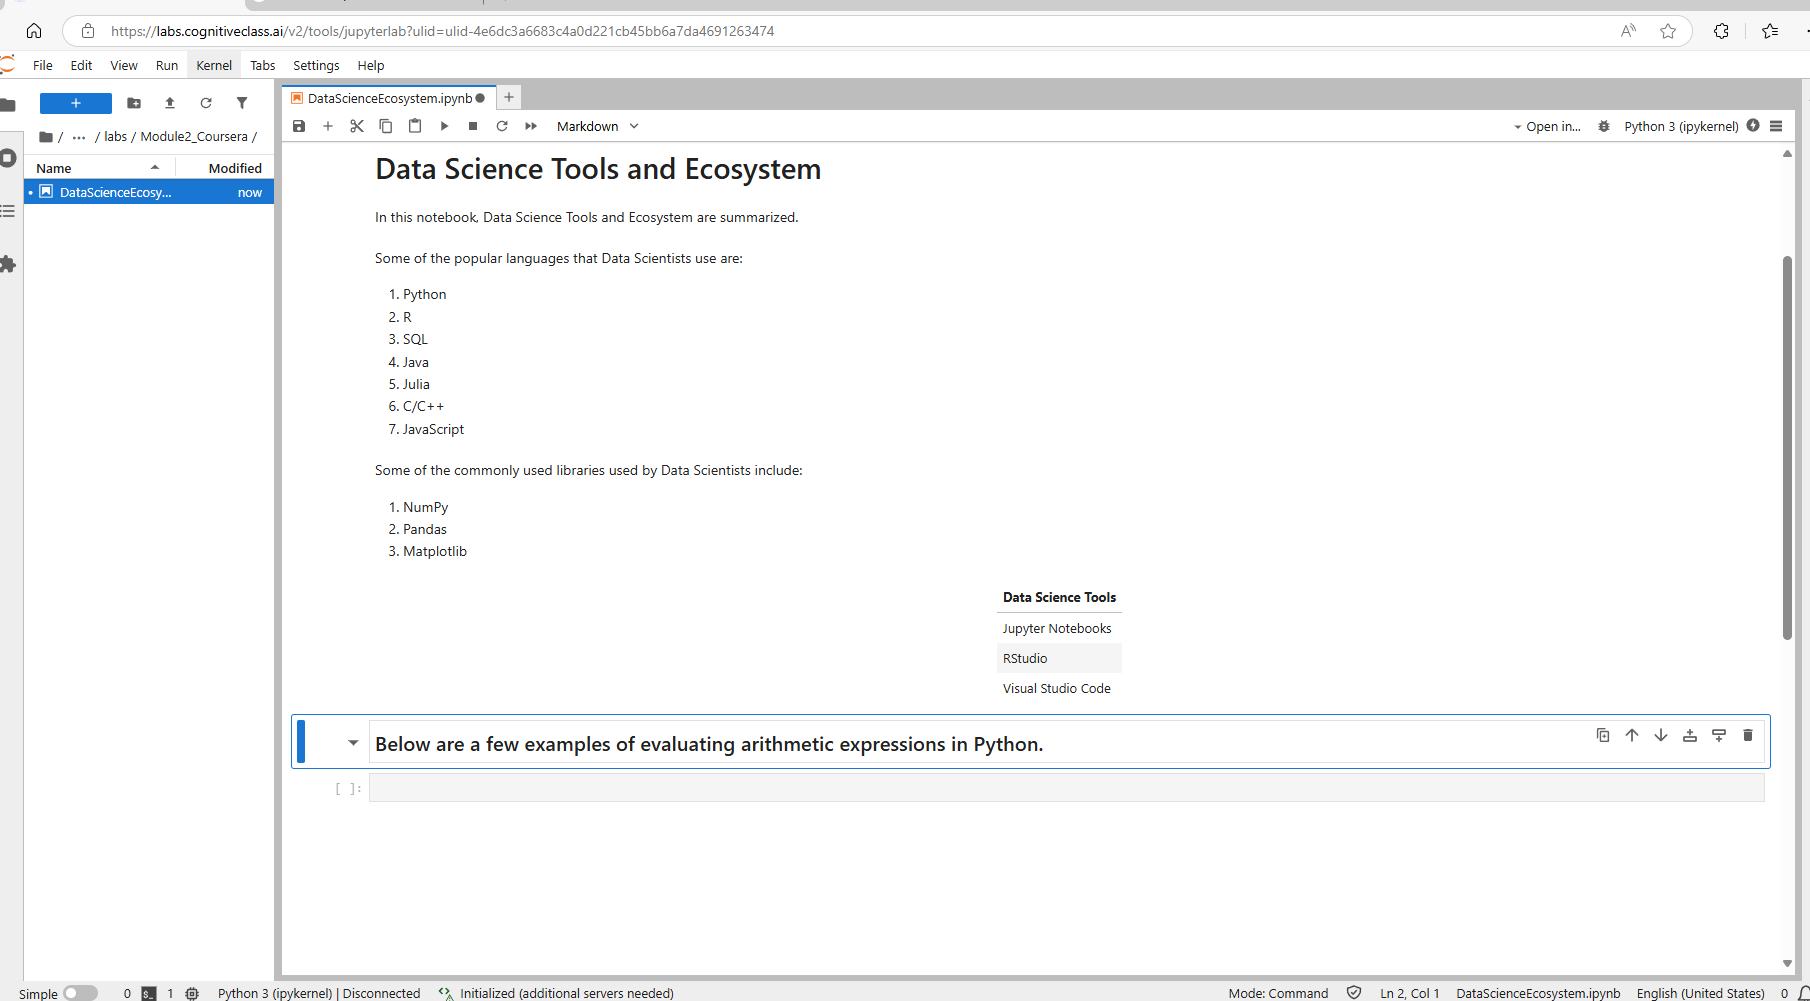 https://labs.cognitiveclass.ai/v2/tools/jupyterlab?ulid=ulid-4e6dc3a6683c4a0d221cb45bb6a7da4691263474
File Edit View Run Kernel Tabs Settings Help
DataScienceEcosystem.ipynb
Markdown
Open in...
Python 3 (ipykernel)
/ ... / labs / Module2_Coursera /
Name Modified
DataScienceEcosy... now
Data Science Tools and Ecosystem
In this notebook, Data Science Tools and Ecosystem are summarized.
Some of the popular languages that Data Scientists use are:
1. Python
2. R
3. SQL
4. Java
5. Julia
6. C/C++
7. JavaScript
Some of the commonly used libraries used by Data Scientists include:
1. NumPy
2. Pandas
3. Matplotlib
Data Science Tools
Jupyter Notebooks
RStudio
Visual Studio Code
Below are a few examples of evaluating arithmetic expressions in Python.
[ ]:
Simple 0 1 Python 3 (ipykernel) | Disconnected Initialized (additional servers needed) Mode: Command Ln 2, Col 1 DataScienceEcosystem.ipynb English (United States) 0